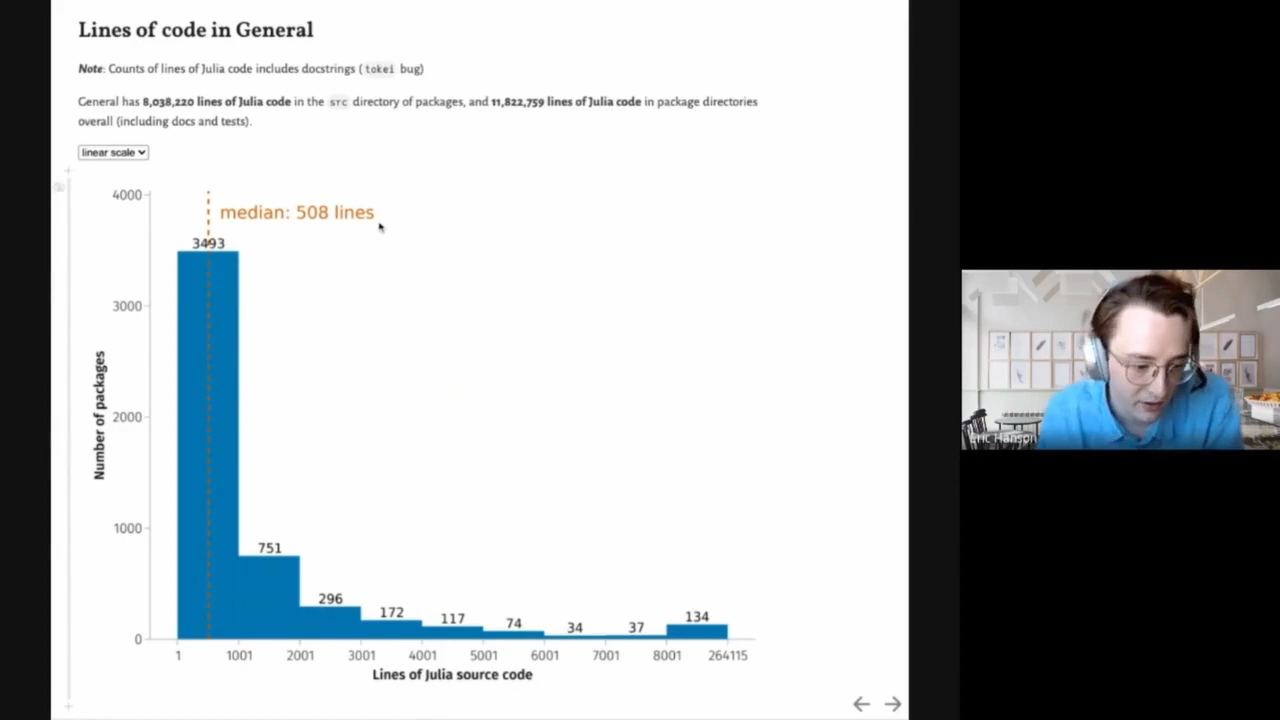 Lines of code in General
Note: Counts of lines of Julia code includes docstrings ( tokei bug)
General has 8,038,220 lines of Julia code in the src directory of packages, and 11,822,759 lines of Julia code in package directories
overall (including docs and tests).
linear scale
4000
median: 508 lines
3493
3000
Number of packages
2000
1000
751
296
172
117
74
34
37
134
0
1
1001
2001
3001
4001
5001
6001
7001
8001
264115
Lines of Julia source code
Eric Hanson